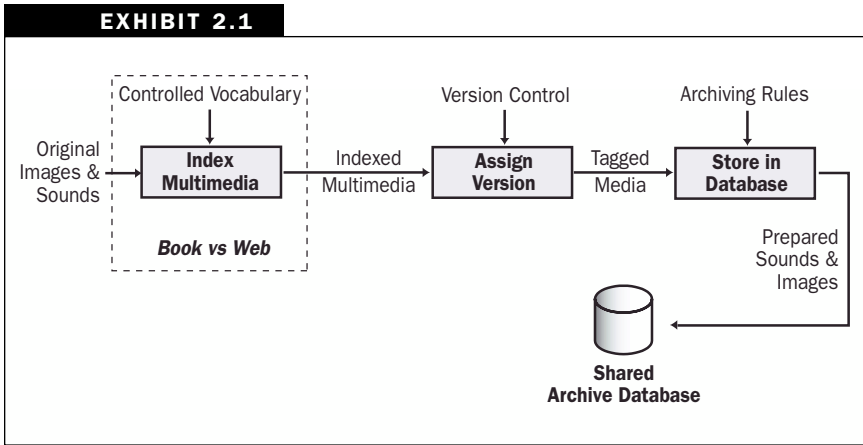 EXHIBIT 2.1
Controlled Vocabulary
Version Control
Archiving Rules
Original
Images &
Sounds
Index
Multimedia
Indexed
Multimedia
Assign
Version
Tagged
Media
Store in
Database
Book vs Web
Prepared
Sounds &
Images
Shared
Archive Database